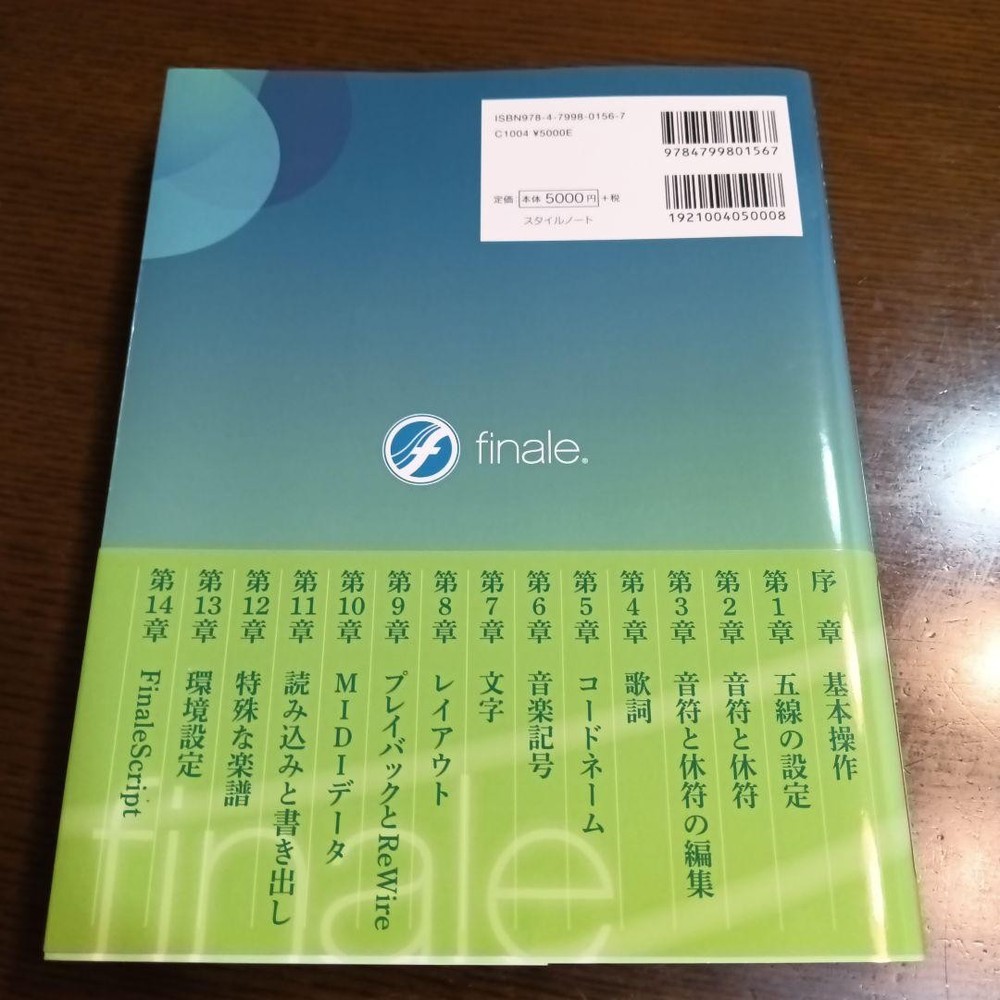 ISBN978-4-7998-0156-7
C1004 ¥5000E
9784799801567
定価 本体 5000円 +税
スタイルノート
1921004050008
finale®
序 章 基本操作
第1章 五線の設定
第2章 音符と休符
第3章 音符と休符の編集
第4章 歌詞
第5章 コードネーム
第6章 音楽記号
第7章 文字
第8章 レイアウト
第9章 プレイバックとReWire
第10章 MIDIデータ
第11章 読み込みと書き出し
第12章 特殊な楽譜
第13章 環境設定
第14章 FinaleScript
finale